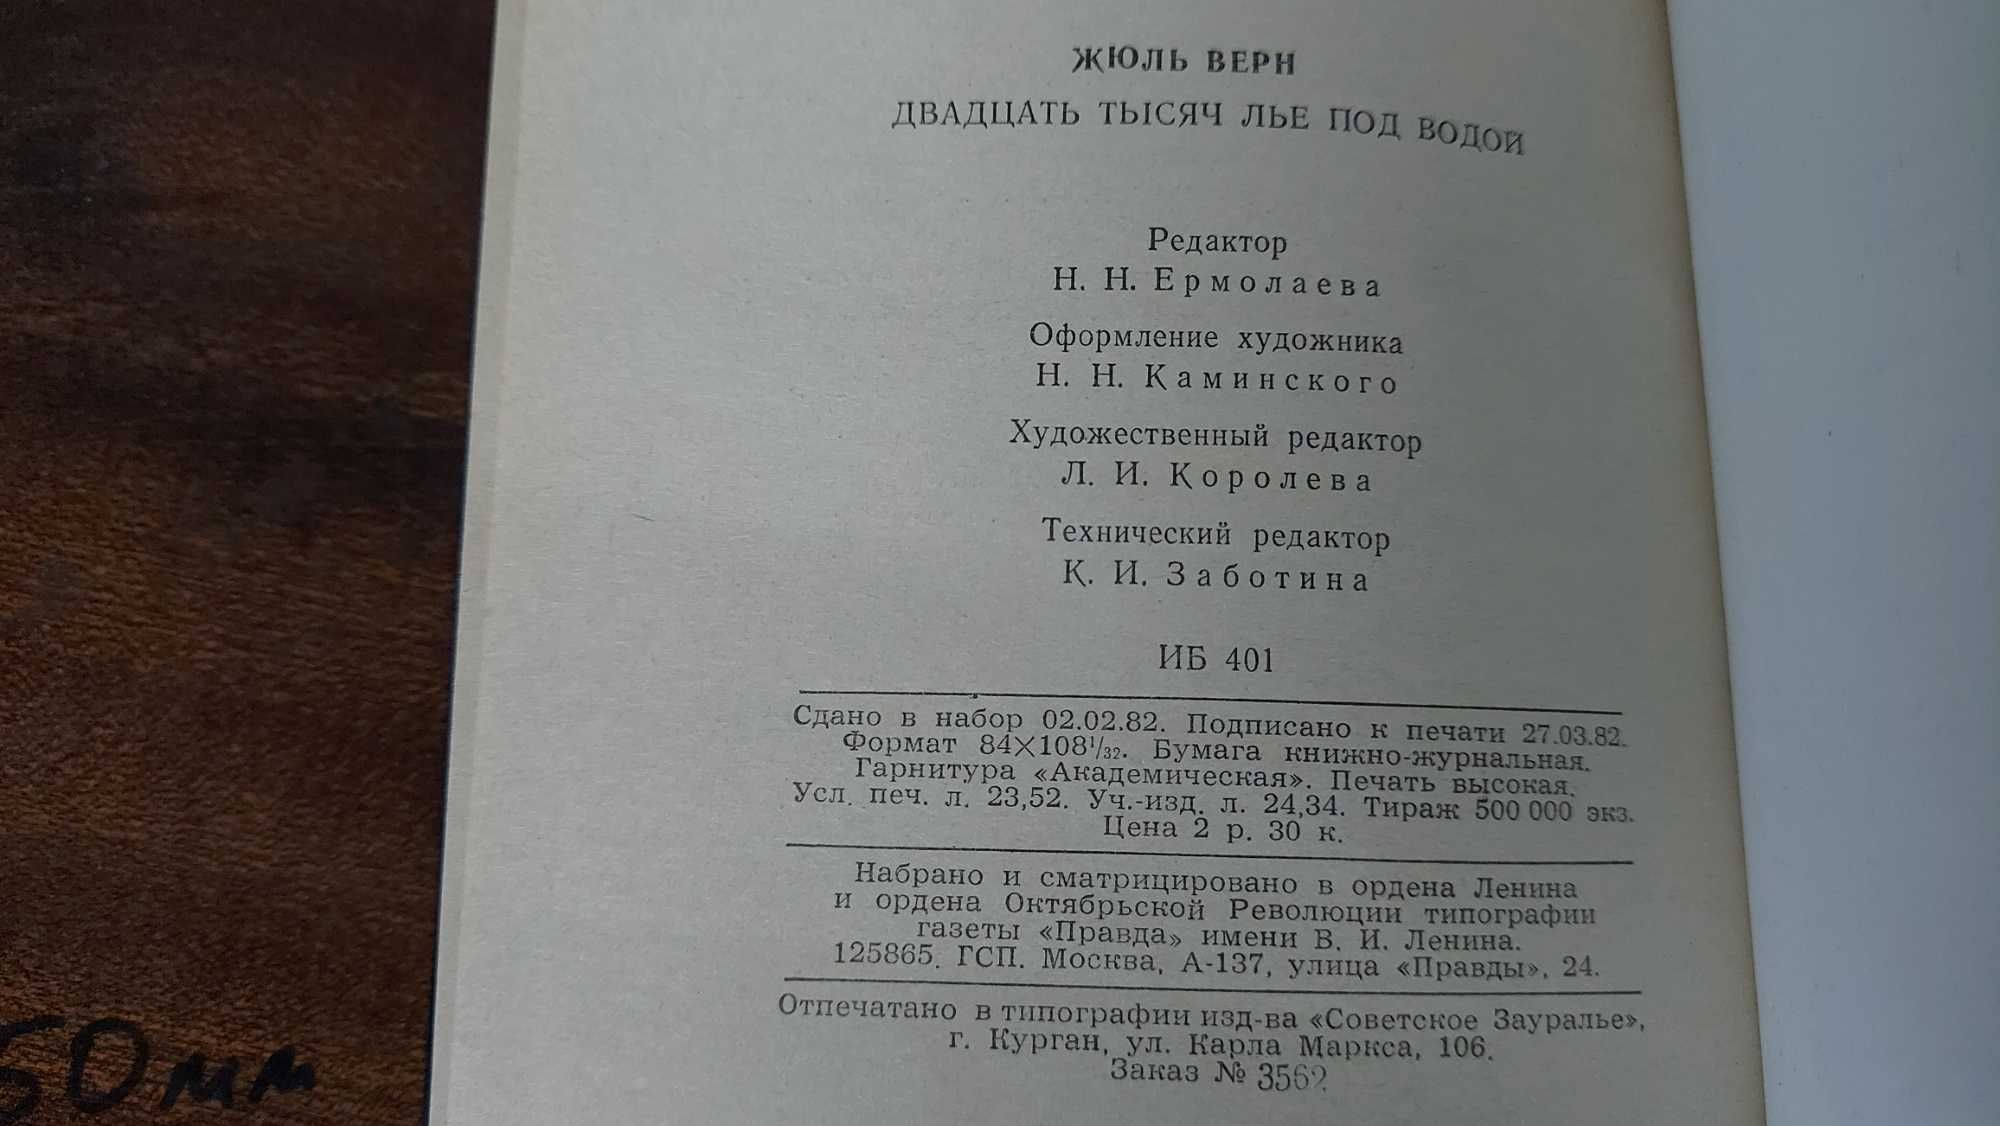 ЖЮЛЬ ВЕРН
ДВАДЦАТЬ ТЫСЯЧ ЛЬЕ ПОД ВОДОЙ
Редактор
Н. Н. Ермолаева
Оформление художника
Н. Н. Каминского
Художественный редактор
Л. И. Королева
Технический редактор
К. И. Заботина
ИБ 401
Сдано в набор 02.02.82. Подписано к печати 27.03.82.
Формат 84×108¹/₃₂. Бумага книжно-журнальная.
Гарнитура «Академическая». Печать высокая.
Усл. печ. л. 23,52. Уч.-изд. л. 24,34. Тираж 500 000 экз.
Цена 2 р. 30 к.
Набрано и сматрицировано в ордена Ленина
и ордена Октябрьской Революции типографии
газеты «Правда» имени В. И. Ленина.
125865. ГСП. Москва, А-137, улица «Правды», 24.
Отпечатано в типографии изд-ва «Советское Зауралье»,
г. Курган, ул. Карла Маркса, 106.
Заказ № 3562
50мм